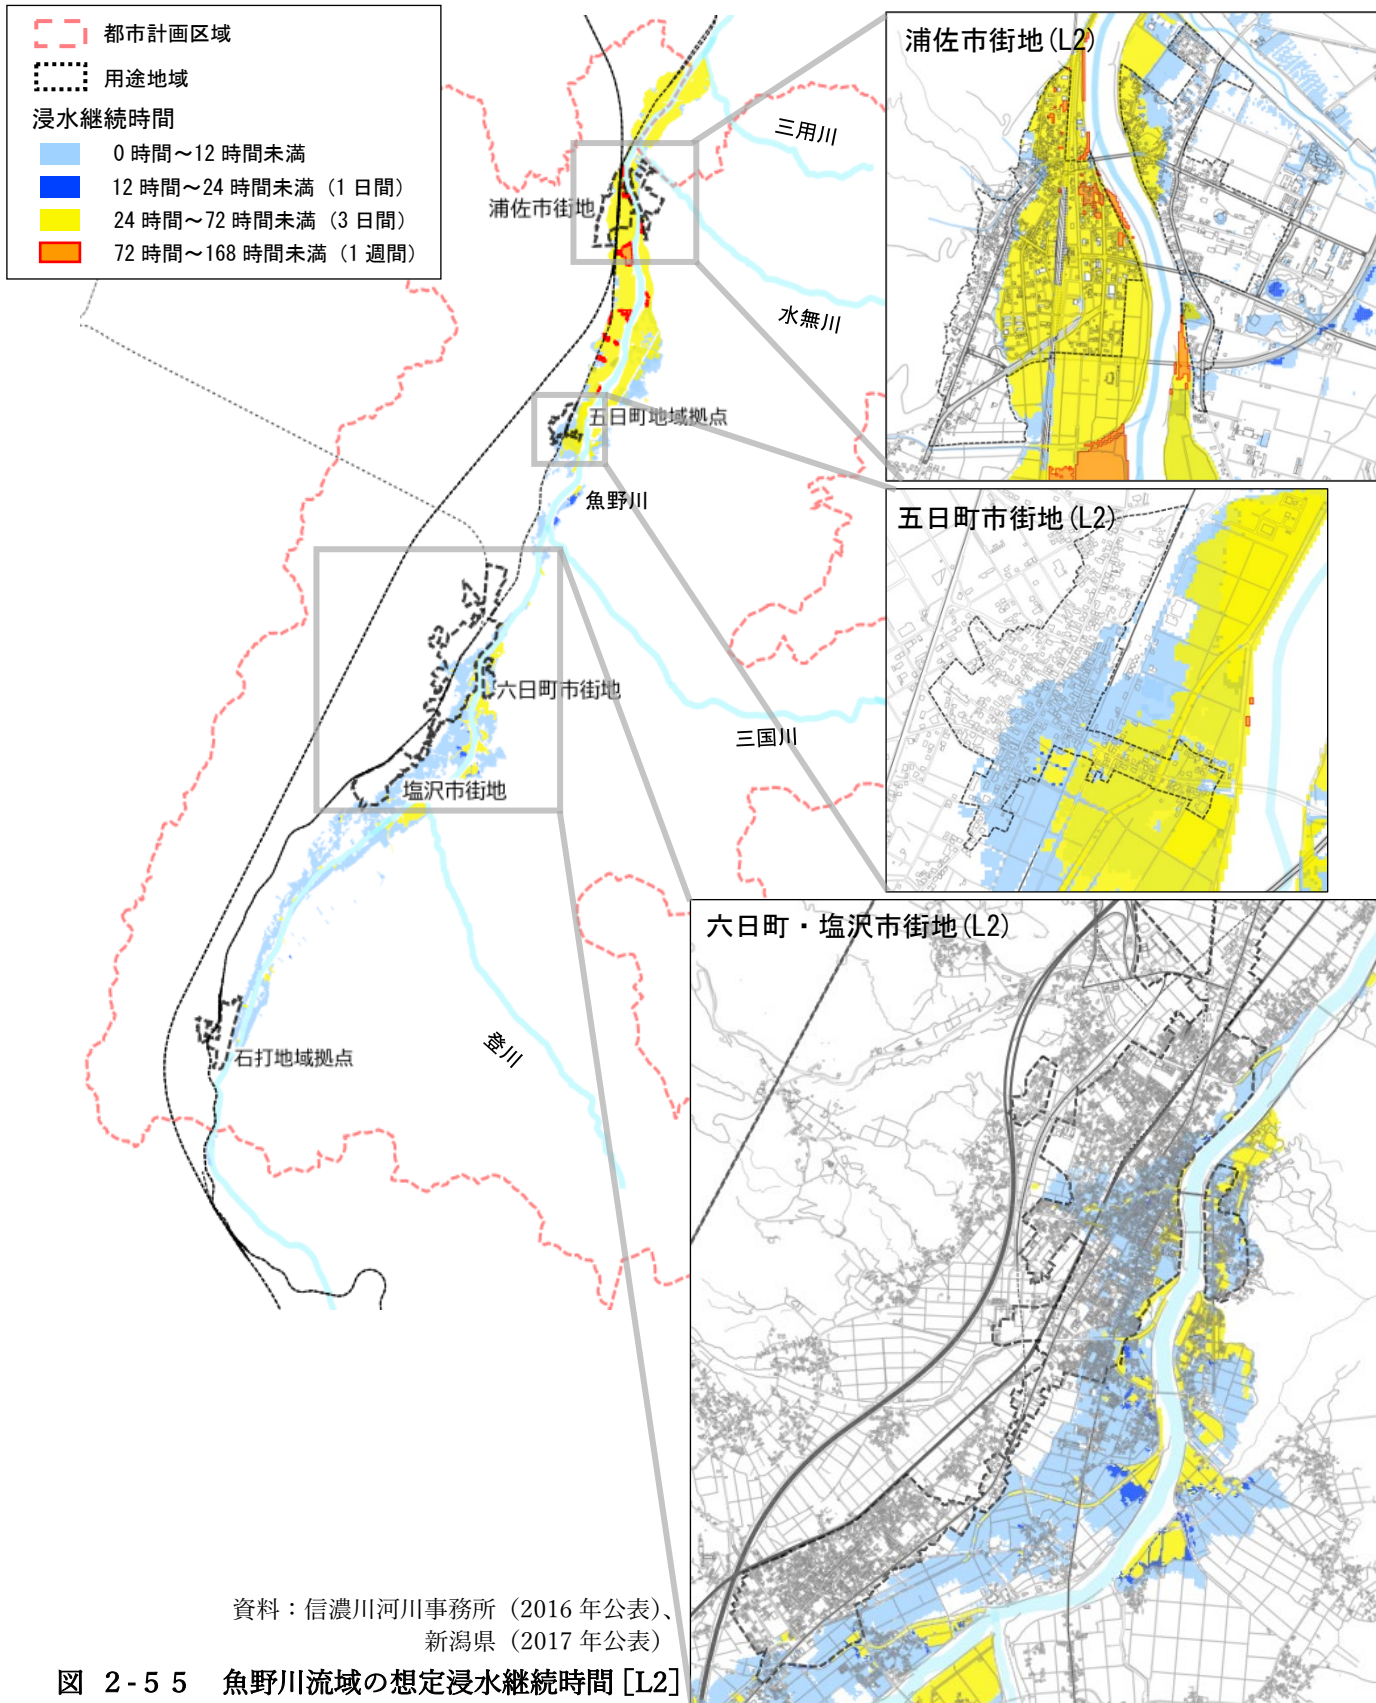 都市計画区域
用途地域
浸水継続時間
0 時間～12 時間未満
12 時間～24 時間未満（1 日間）
24 時間～72 時間未満（3 日間）
72 時間～168 時間未満（1 週間）
浦佐市街地(L2)
三用川
浦佐市街地
水無川
五日町地域拠点
魚野川
五日町市街地(L2)
六日町市街地
三国川
塩沢市街地
六日町・塩沢市街地(L2)
登川
石打地域拠点
資料：信濃川河川事務所（2016 年公表）、
新潟県（2017 年公表）
図 2-55 魚野川流域の想定浸水継続時間［L2］